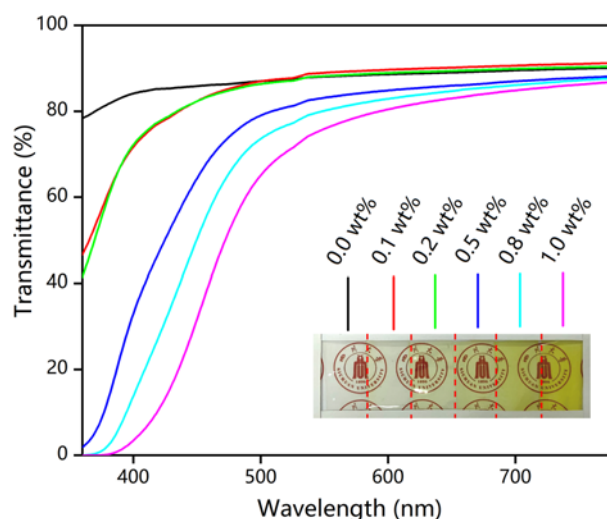 100
80
60
40
20
0
Transmittance (%)
400
500
600
700
Wavelength (nm)
0.0 wt%
0.1 wt%
0.2 wt%
0.5 wt%
0.8 wt%
1.0 wt%
SICHUAN UNIVERSITY